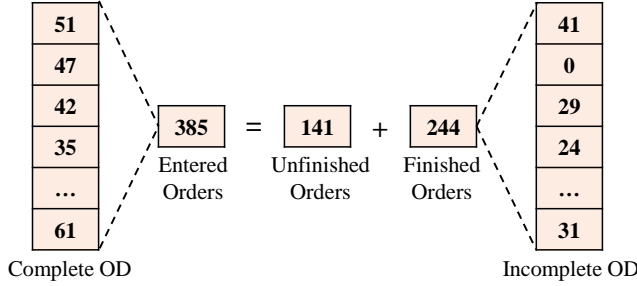 51
47
42
35
...
61
Complete OD
385
Entered
Orders
=
141
Unfinished
Orders
+
244
Finished
Orders
41
0
29
24
...
31
Incomplete OD